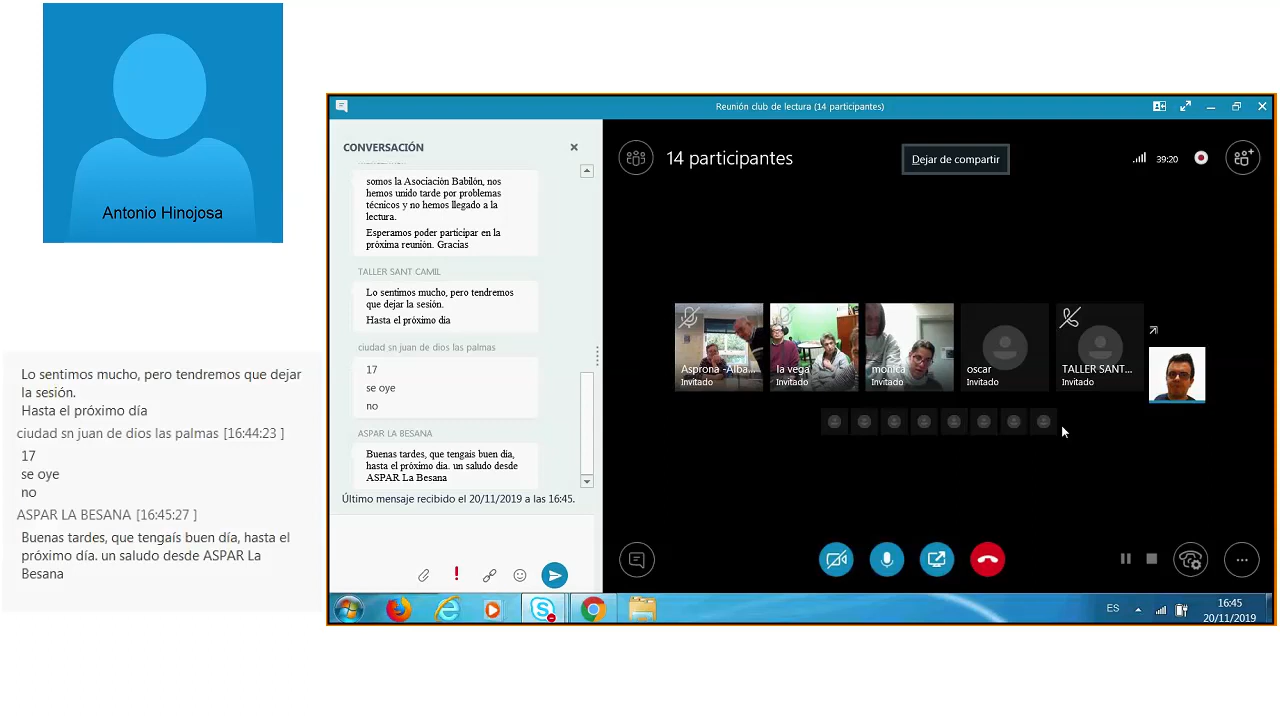 Antonio Hinojosa
Lo sentimos mucho, pero tendremos que dejar
la sesión.
Hasta el próximo día
ciudad sn juan de dios las palmas [16:44:23 ]
17
se oye
no
ASPAR LA BESANA [16:45:27 ]
Buenas tardes, que tengaís buen día, hasta el
próximo día. un saludo desde ASPAR La
Besana
Reunión club de lectura (14 participantes)
CONVERSACIÓN
somos la Asociación Babilón, nos
hemos unido tarde por problemas
técnicos y no hemos llegado a la
lectura.
Esperamos poder participar en la
próxima reunión. Gracias
TALLER SANT CAMIL
Lo sentimos mucho, pero tendremos
que dejar la sesión.
Hasta el próximo día
ciudad sn juan de dios las palmas
17
se oye
no
ASPAR LA BESANA
Buenas tardes, que tengaís buen día,
hasta el próximo día. un saludo desde
ASPAR La Besana
Último mensaje recibido el 20/11/2019 a las 16:45.
14 participantes
Dejar de compartir
39:20
Asprona -Alba...
Invitado
la vega
Invitado
monica
Invitado
oscar
Invitado
TALLER SANT...
Invitado
ES
16:45
20/11/2019